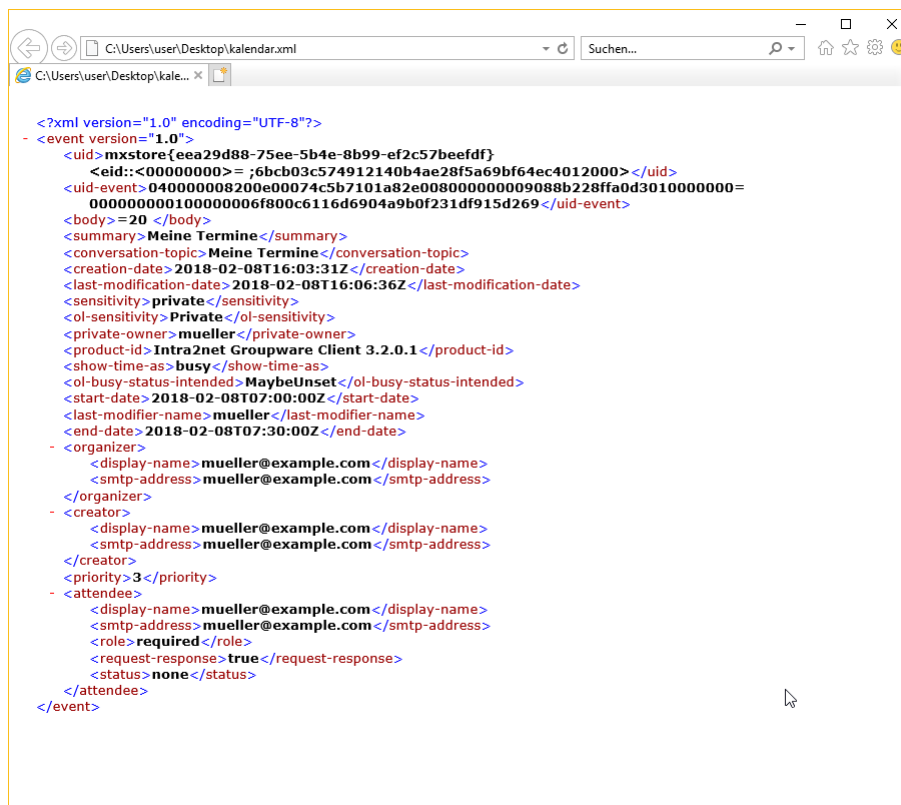 C:\Users\user\Desktop\kalendar.xml
Suchen...
C:\Users\user\Desktop\kale...
<?xml version="1.0" encoding="UTF-8"?>
- <event version="1.0">
<uid>mxstore{eea29d88-75ee-5b4e-8b99-ef2c57beefdf}
<eid::<00000000>= ;6bcb03c574912140b4ae28f5a69bf64ec4012000></uid>
<uid-event>040000008200e00074c5b7101a82e008000000009088b228ffa0d3010000000=
000000000100000006f800c6116d6904a9b0f231df915d269</uid-event>
<body>=20 </body>
<summary>Meine Termine</summary>
<conversation-topic>Meine Termine</conversation-topic>
<creation-date>2018-02-08T16:03:31Z</creation-date>
<last-modification-date>2018-02-08T16:06:36Z</last-modification-date>
<sensitivity>private</sensitivity>
<ol-sensitivity>Private</ol-sensitivity>
<private-owner>mueller</private-owner>
<product-id>Intra2net Groupware Client 3.2.0.1</product-id>
<show-time-as>busy</show-time-as>
<ol-busy-status-intended>MaybeUnset</ol-busy-status-intended>
<start-date>2018-02-08T07:00:00Z</start-date>
<last-modifier-name>mueller</last-modifier-name>
<end-date>2018-02-08T07:30:00Z</end-date>
- <organizer>
<display-name>mueller@example.com</display-name>
<smtp-address>mueller@example.com</smtp-address>
</organizer>
- <creator>
<display-name>mueller@example.com</display-name>
<smtp-address>mueller@example.com</smtp-address>
</creator>
<priority>3</priority>
- <attendee>
<display-name>mueller@example.com</display-name>
<smtp-address>mueller@example.com</smtp-address>
<role>required</role>
<request-response>true</request-response>
<status>none</status>
</attendee>
</event>